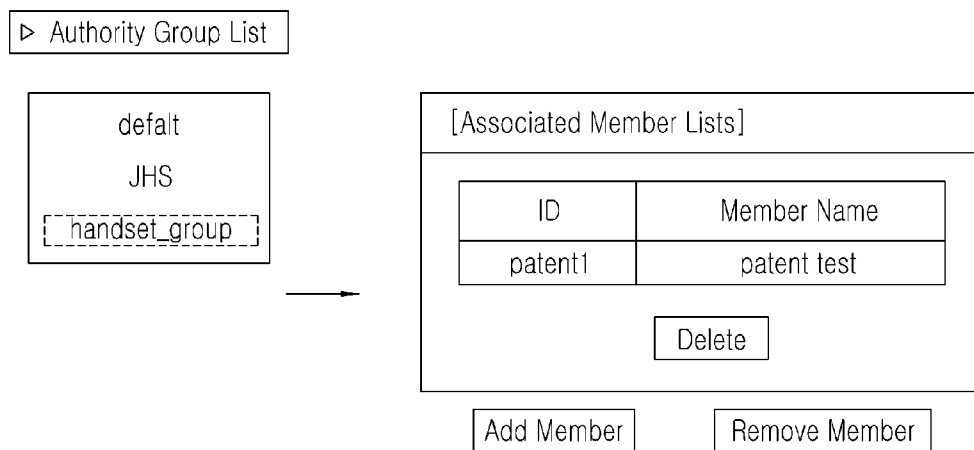 ▷ Authority Group List
defalt
JHS
handset_group
[Associated Member Lists]
ID Member Name
patent1 patent test
Delete
Add Member Remove Member